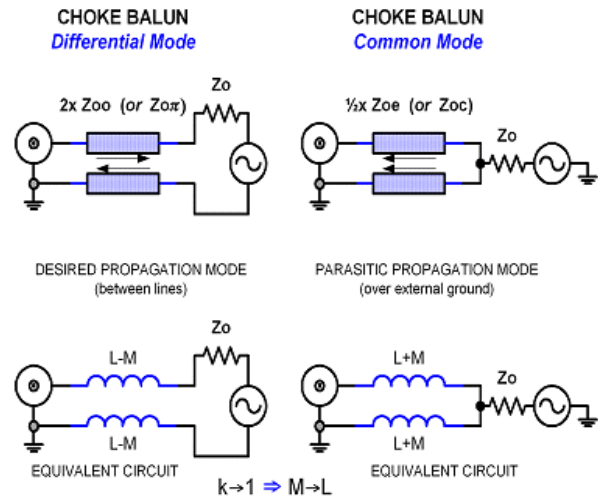 CHOKE BALUN
Differential Mode
CHOKE BALUN
Common Mode
Zo
2x Zoo (or Zoπ)
½x Zoe (or Zoc)
Zo
DESIRED PROPAGATION MODE
(between lines)
PARASITIC PROPAGATION MODE
(over external ground)
Zo
L-M
L-M
EQUIVALENT CIRCUIT
L+M
Zo
L+M
EQUIVALENT CIRCUIT
k→1 ⇒ M→L